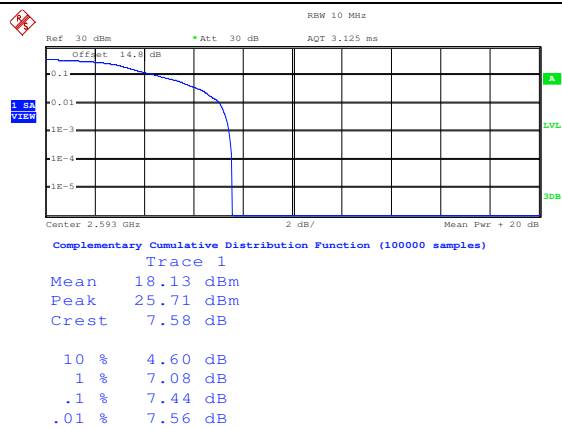 R S
RBW 10 MHz
Ref 30 dBm *Att 30 dB AQT 3.125 ms
Offset 14.8 dB
0.1
A
0.01
1 SA
VIEW
1E-3
LVL
1E-4
1E-5
3DB
Center 2.593 GHz 2 dB/ Mean Pwr + 20 dB
Complementary Cumulative Distribution Function (100000 samples)
Trace 1
Mean 18.13 dBm
Peak 25.71 dBm
Crest 7.58 dB
10 % 4.60 dB
1 % 7.08 dB
.1 % 7.44 dB
.01 % 7.56 dB